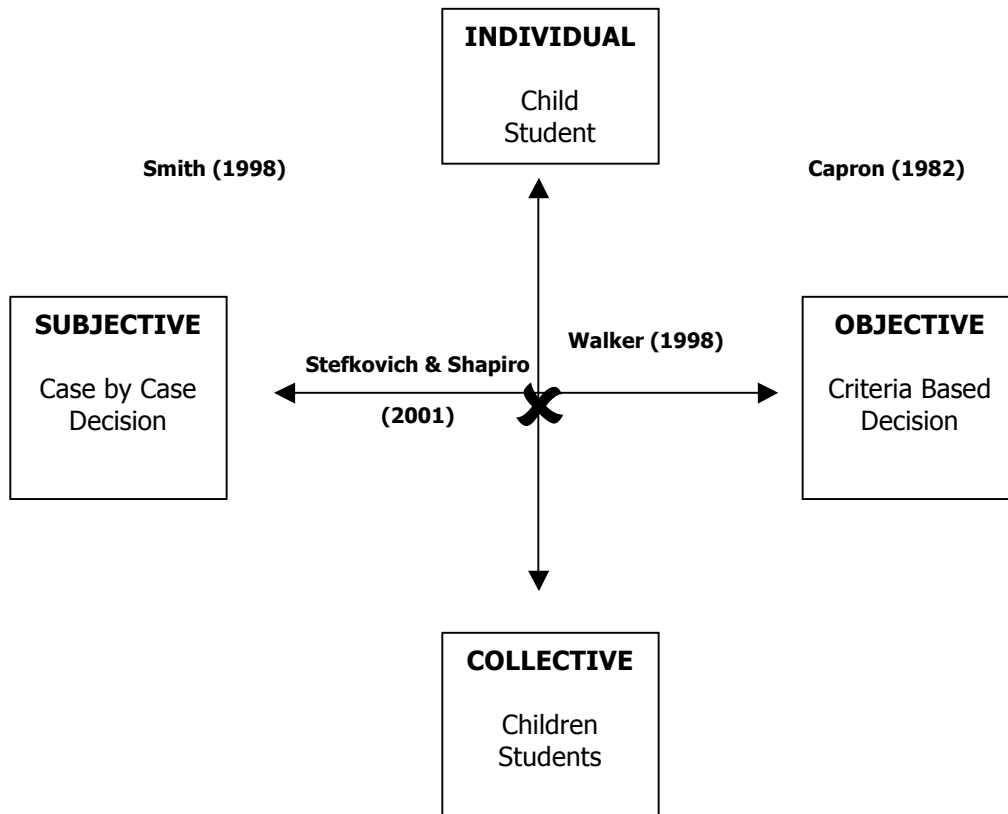 INDIVIDUAL
Child
Student
Smith (1998)
Capron (1982)
SUBJECTIVE
Case by Case
Decision
Stefkovich & Shapiro
(2001)
Walker (1998)
OBJECTIVE
Criteria Based
Decision
COLLECTIVE
Children
Students